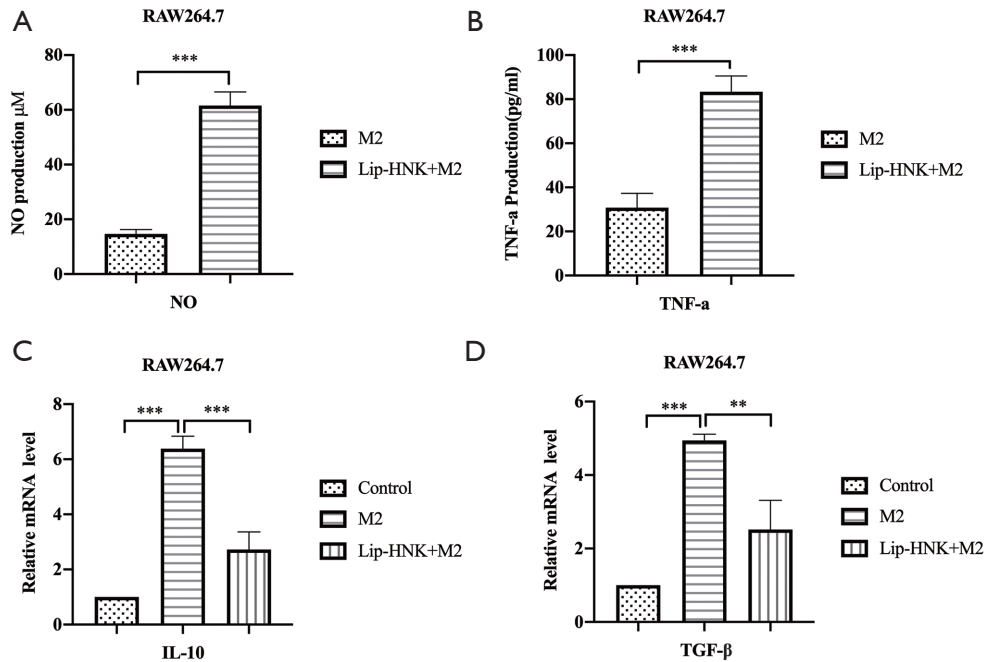 A
RAW264.7
NO production μM
80
60
40
20
0
***
NO
M2
Lip-HNK+M2
B
RAW264.7
TNF-a Production(pg/ml)
100
80
60
40
20
0
***
TNF-a
M2
Lip-HNK+M2
C
RAW264.7
Relative mRNA level
8
6
4
2
0
*** ***
IL-10
Control
M2
Lip-HNK+M2
D
RAW264.7
Relative mRNA level
6
4
2
0
*** **
TGF-β
Control
M2
Lip-HNK+M2